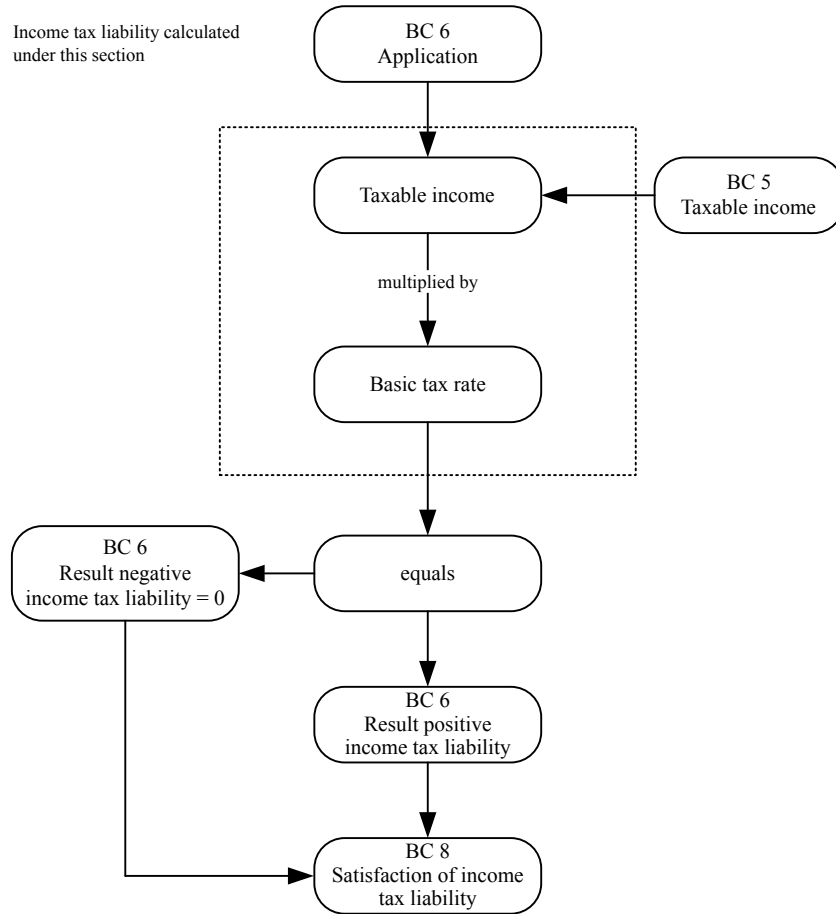 Income tax liability calculated
under this section
BC 6
Application
Taxable income
BC 5
Taxable income
multiplied by
Basic tax rate
equals
BC 6
Result negative
income tax liability = 0
BC 6
Result positive
income tax liability
BC 8
Satisfaction of income
tax liability